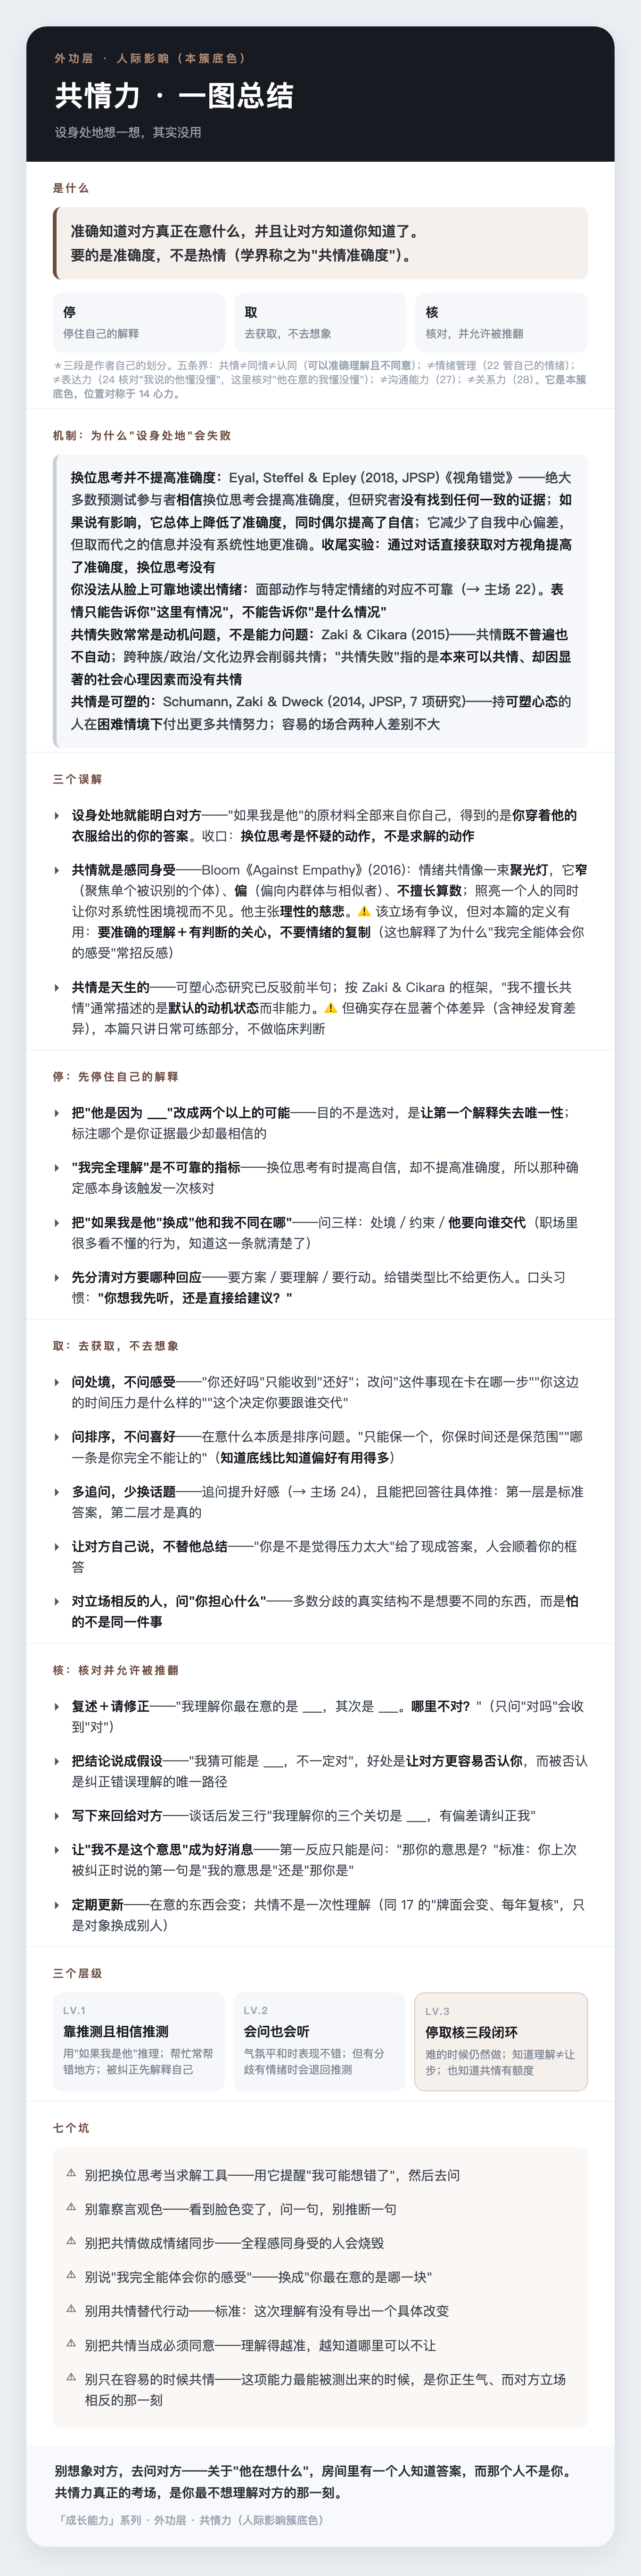 外功层 · 人际影响（本簇底色）
共情力 · 一图总结
设身处地想一想，其实没用
是什么
准确知道对方真正在意什么，并且让对方知道你知道了。
要的是准确度，不是热情（学界称之为"共情准确度"）。
停
停住自己的解释
取
去获取，不去想象
核
核对，并允许被推翻
＊三段是作者自己的划分。五条界：共情≠同情≠认同（可以准确理解且不同意）；≠情绪管理（22 管自己的情绪）；
≠表达力（24 核对"我说的他懂没懂"，这里核对"他在意的我懂没懂"）；≠沟通能力（27）；≠关系力（28）。它是本簇
底色，位置对称于 14 心力。
机制：为什么"设身处地"会失败
换位思考并不提高准确度：Eyal, Steffel & Epley (2018, JPSP)《视角错觉》——绝大
多数预测试参与者相信换位思考会提高准确度，但研究者没有找到任何一致的证据；如
果说有影响，它总体上降低了准确度，同时偶尔提高了自信；它减少了自我中心偏差，
但取而代之的信息并没有系统性地更准确。收尾实验：通过对话直接获取对方视角提高
了准确度，换位思考没有
你没法从脸上可靠地读出情绪：面部动作与特定情绪的对应不可靠（→ 主场 22）。表
情只能告诉你"这里有情况"，不能告诉你"是什么情况"
共情失败常常是动机问题，不是能力问题：Zaki & Cikara (2015)——共情既不普遍也
不自动；跨种族/政治/文化边界会削弱共情；"共情失败"指的是本来可以共情、却因显
著的社会心理因素而没有共情
共情是可塑的：Schumann, Zaki & Dweck (2014, JPSP, 7 项研究)——持可塑心态的
人在困难情境下付出更多共情努力；容易的场合两种人差别不大
三个误解
设身处地就能明白对方——"如果我是他"的原材料全部来自你自己，得到的是你穿着他的
衣服给出的你的答案。收口：换位思考是怀疑的动作，不是求解的动作
共情就是感同身受——Bloom《Against Empathy》(2016)：情绪共情像一束聚光灯，它窄
（聚焦单个被识别的个体）、偏（偏向内群体与相似者）、不擅长算数；照亮一个人的同时
让你对系统性困境视而不见。他主张理性的慈悲。⚠️ 该立场有争议，但对本篇的定义有
用：要准确的理解＋有判断的关心，不要情绪的复制（这也解释了为什么"我完全能体会你
的感受"常招反感）
共情是天生的——可塑心态研究已反驳前半句；按 Zaki & Cikara 的框架，"我不擅长共
情"通常描述的是默认的动机状态而非能力。⚠️ 但确实存在显著个体差异（含神经发育差
异），本篇只讲日常可练部分，不做临床判断
停：先停住自己的解释
把"他是因为 ___"改成两个以上的可能——目的不是选对，是让第一个解释失去唯一性；
标注哪个是你证据最少却最相信的
"我完全理解"是不可靠的指标——换位思考有时提高自信，却不提高准确度，所以那种确
定感本身该触发一次核对
把"如果我是他"换成"他和我不同在哪"——问三样：处境 / 约束 / 他要向谁交代（职场里
很多看不懂的行为，知道这一条就清楚了）
先分清对方要哪种回应——要方案 / 要理解 / 要行动。给错类型比不给更伤人。口头习
惯："你想我先听，还是直接给建议？"
取：去获取，不去想象
问处境，不问感受——"你还好吗"只能收到"还好"；改问"这件事现在卡在哪一步""你这边
的时间压力是什么样的""这个决定你要跟谁交代"
问排序，不问喜好——在意什么本质是排序问题。"只能保一个，你保时间还是保范围""哪
一条是你完全不能让的"（知道底线比知道偏好有用得多）
多追问，少换话题——追问提升好感（→ 主场 24），且能把回答往具体推：第一层是标准
答案，第二层才是真的
让对方自己说，不替他总结——"你是不是觉得压力太大"给了现成答案，人会顺着你的框
答
对立场相反的人，问"你担心什么"——多数分歧的真实结构不是想要不同的东西，而是怕
的不是同一件事
核：核对并允许被推翻
复述＋请修正——"我理解你最在意的是 ___，其次是 ___。哪里不对？"（只问"对吗"会收
到"对"）
把结论说成假设——"我猜可能是 ___，不一定对"，好处是让对方更容易否认你，而被否认
是纠正错误理解的唯一路径
写下来回给对方——谈话后发三行"我理解你的三个关切是 ___，有偏差请纠正我"
让"我不是这个意思"成为好消息——第一反应只能是问："那你的意思是？"标准：你上次
被纠正时说的第一句是"我的意思是"还是"那你是"
定期更新——在意的东西会变；共情不是一次性理解（同 17 的"牌面会变、每年复核"，只
是对象换成别人）
三个层级
LV.1
靠推测且相信推测
用"如果我是他"推理；帮忙常帮
错地方；被纠正先解释自己
LV.2
会问也会听
气氛平和时表现不错；但有分
歧有情绪时会退回推测
LV.3
停取核三段闭环
难的时候仍然做；知道理解≠让
步；也知道共情有额度
七个坑
⚠ 别把换位思考当求解工具——用它提醒"我可能想错了"，然后去问
⚠ 别靠察言观色——看到脸色变了，问一句，别推断一句
⚠ 别把共情做成情绪同步——全程感同身受的人会烧毁
⚠ 别说"我完全能体会你的感受"——换成"你最在意的是哪一块"
⚠ 别用共情替代行动——标准：这次理解有没有导出一个具体改变
⚠ 别把共情当成必须同意——理解得越准，越知道哪里可以不让
⚠ 别只在容易的时候共情——这项能力最能被测出来的时候，是你正生气、而对方立场
相反的那一刻
别想象对方，去问对方——关于"他在想什么"，房间里有一个人知道答案，而那个人不是你。
共情力真正的考场，是你最不想理解对方的那一刻。
「成长能力」系列 · 外功层 · 共情力（人际影响簇底色）